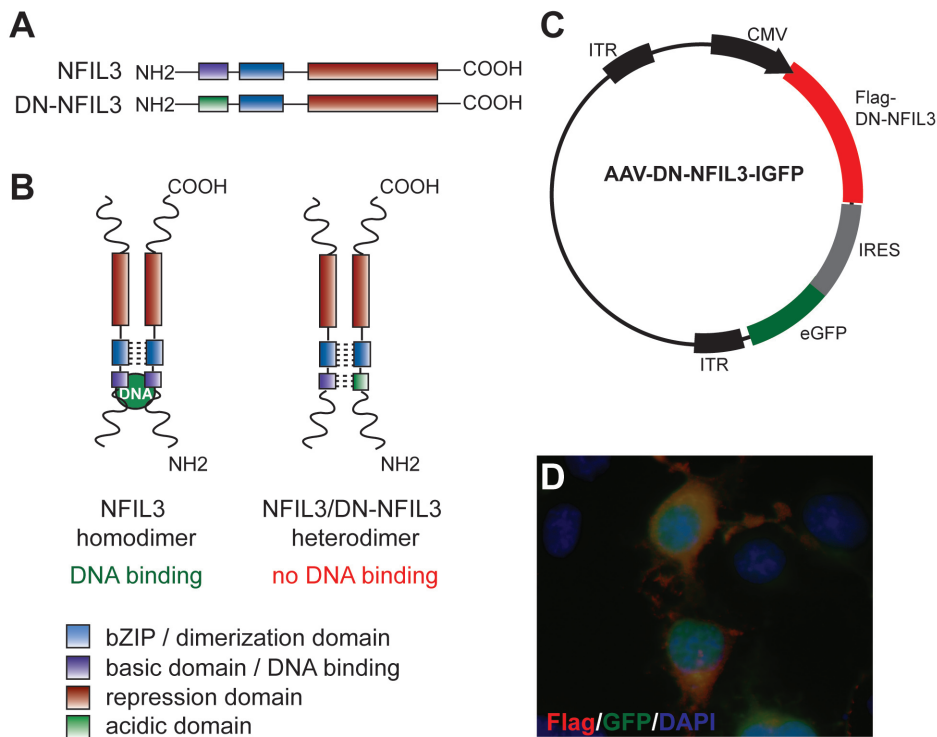 A
NFIL3 NH2 COOH
DN-NFIL3 NH2 COOH
B
COOH COOH
DNA
NH2 NH2
NFIL3
homodimer
DNA binding
NFIL3/DN-NFIL3
heterodimer
no DNA binding
bZIP / dimerization domain
basic domain / DNA binding
repression domain
acidic domain
C
ITR
CMV
Flag-
DN-NFIL3
AAV-DN-NFIL3-IGFP
IRES
eGFP
ITR
D
Flag/GFP/DAPI